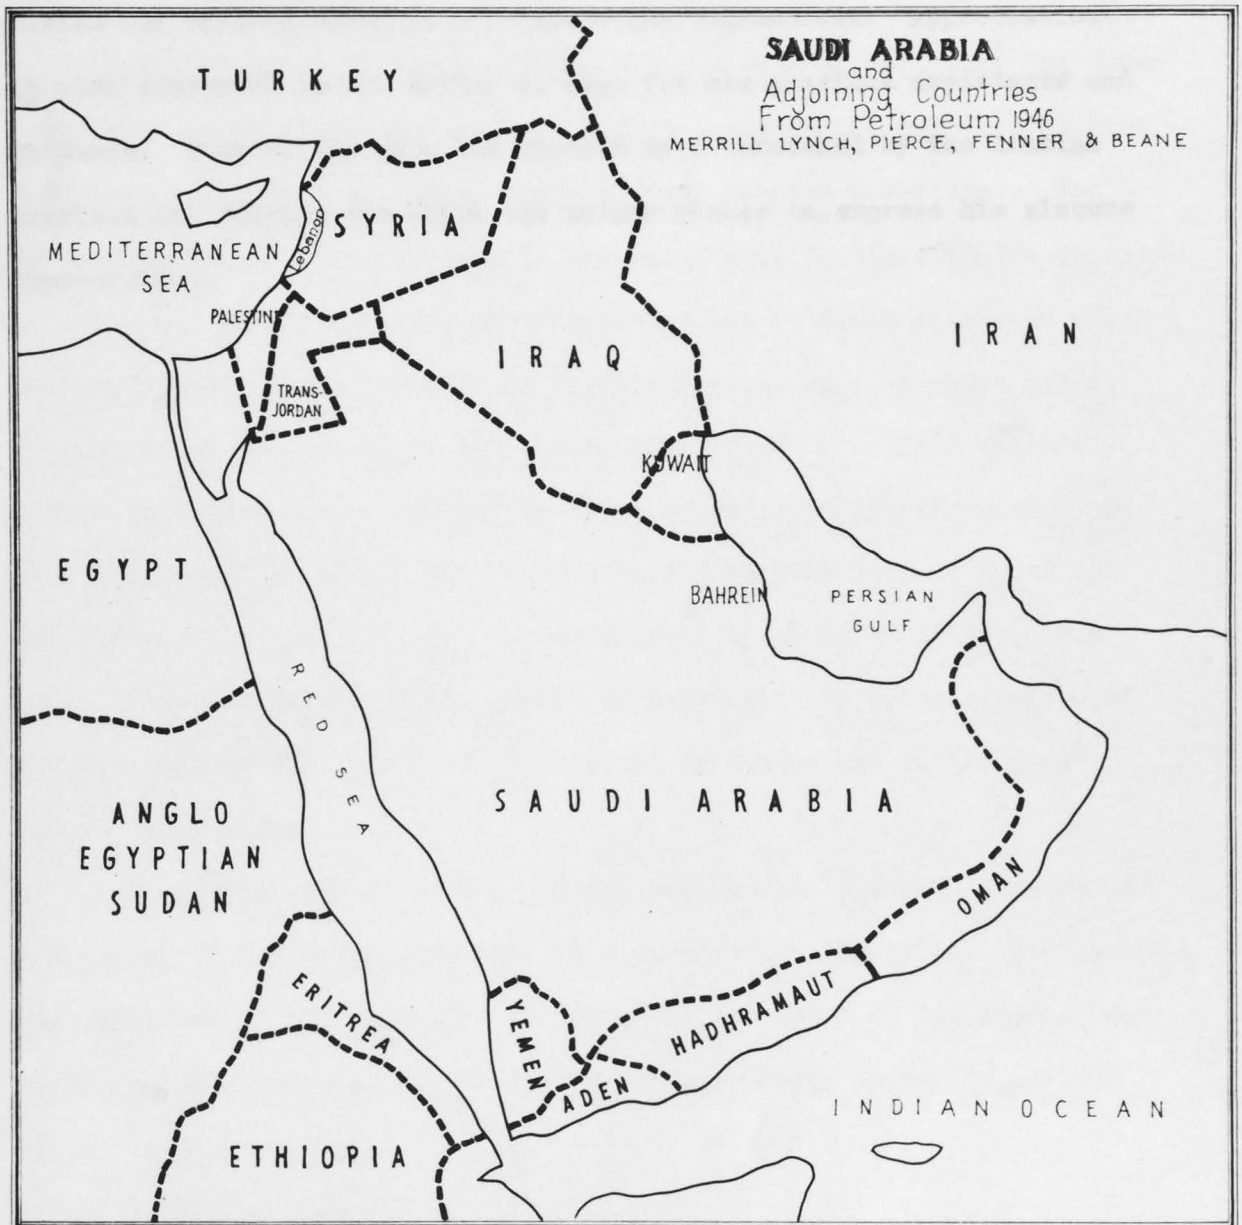 SAUDI ARABIA
and
Adjoining Countries
From Petroleum 1946
MERRILL LYNCH, PIERCE, FENNER & BEANE
TURKEY
MEDITERRANEAN
SEA
Lebanon
SYRIA
PALESTINE
TRANS-
JORDAN
IRAQ
IRAN
KUWAIT
EGYPT
BAHREIN
PERSIAN
GULF
RED SEA
SAUDI ARABIA
ANGLO
EGYPTIAN
SUDAN
OMAN
ERITREA
YEMEN
HADHRAMAUT
ADEN
INDIAN OCEAN
ETHIOPIA